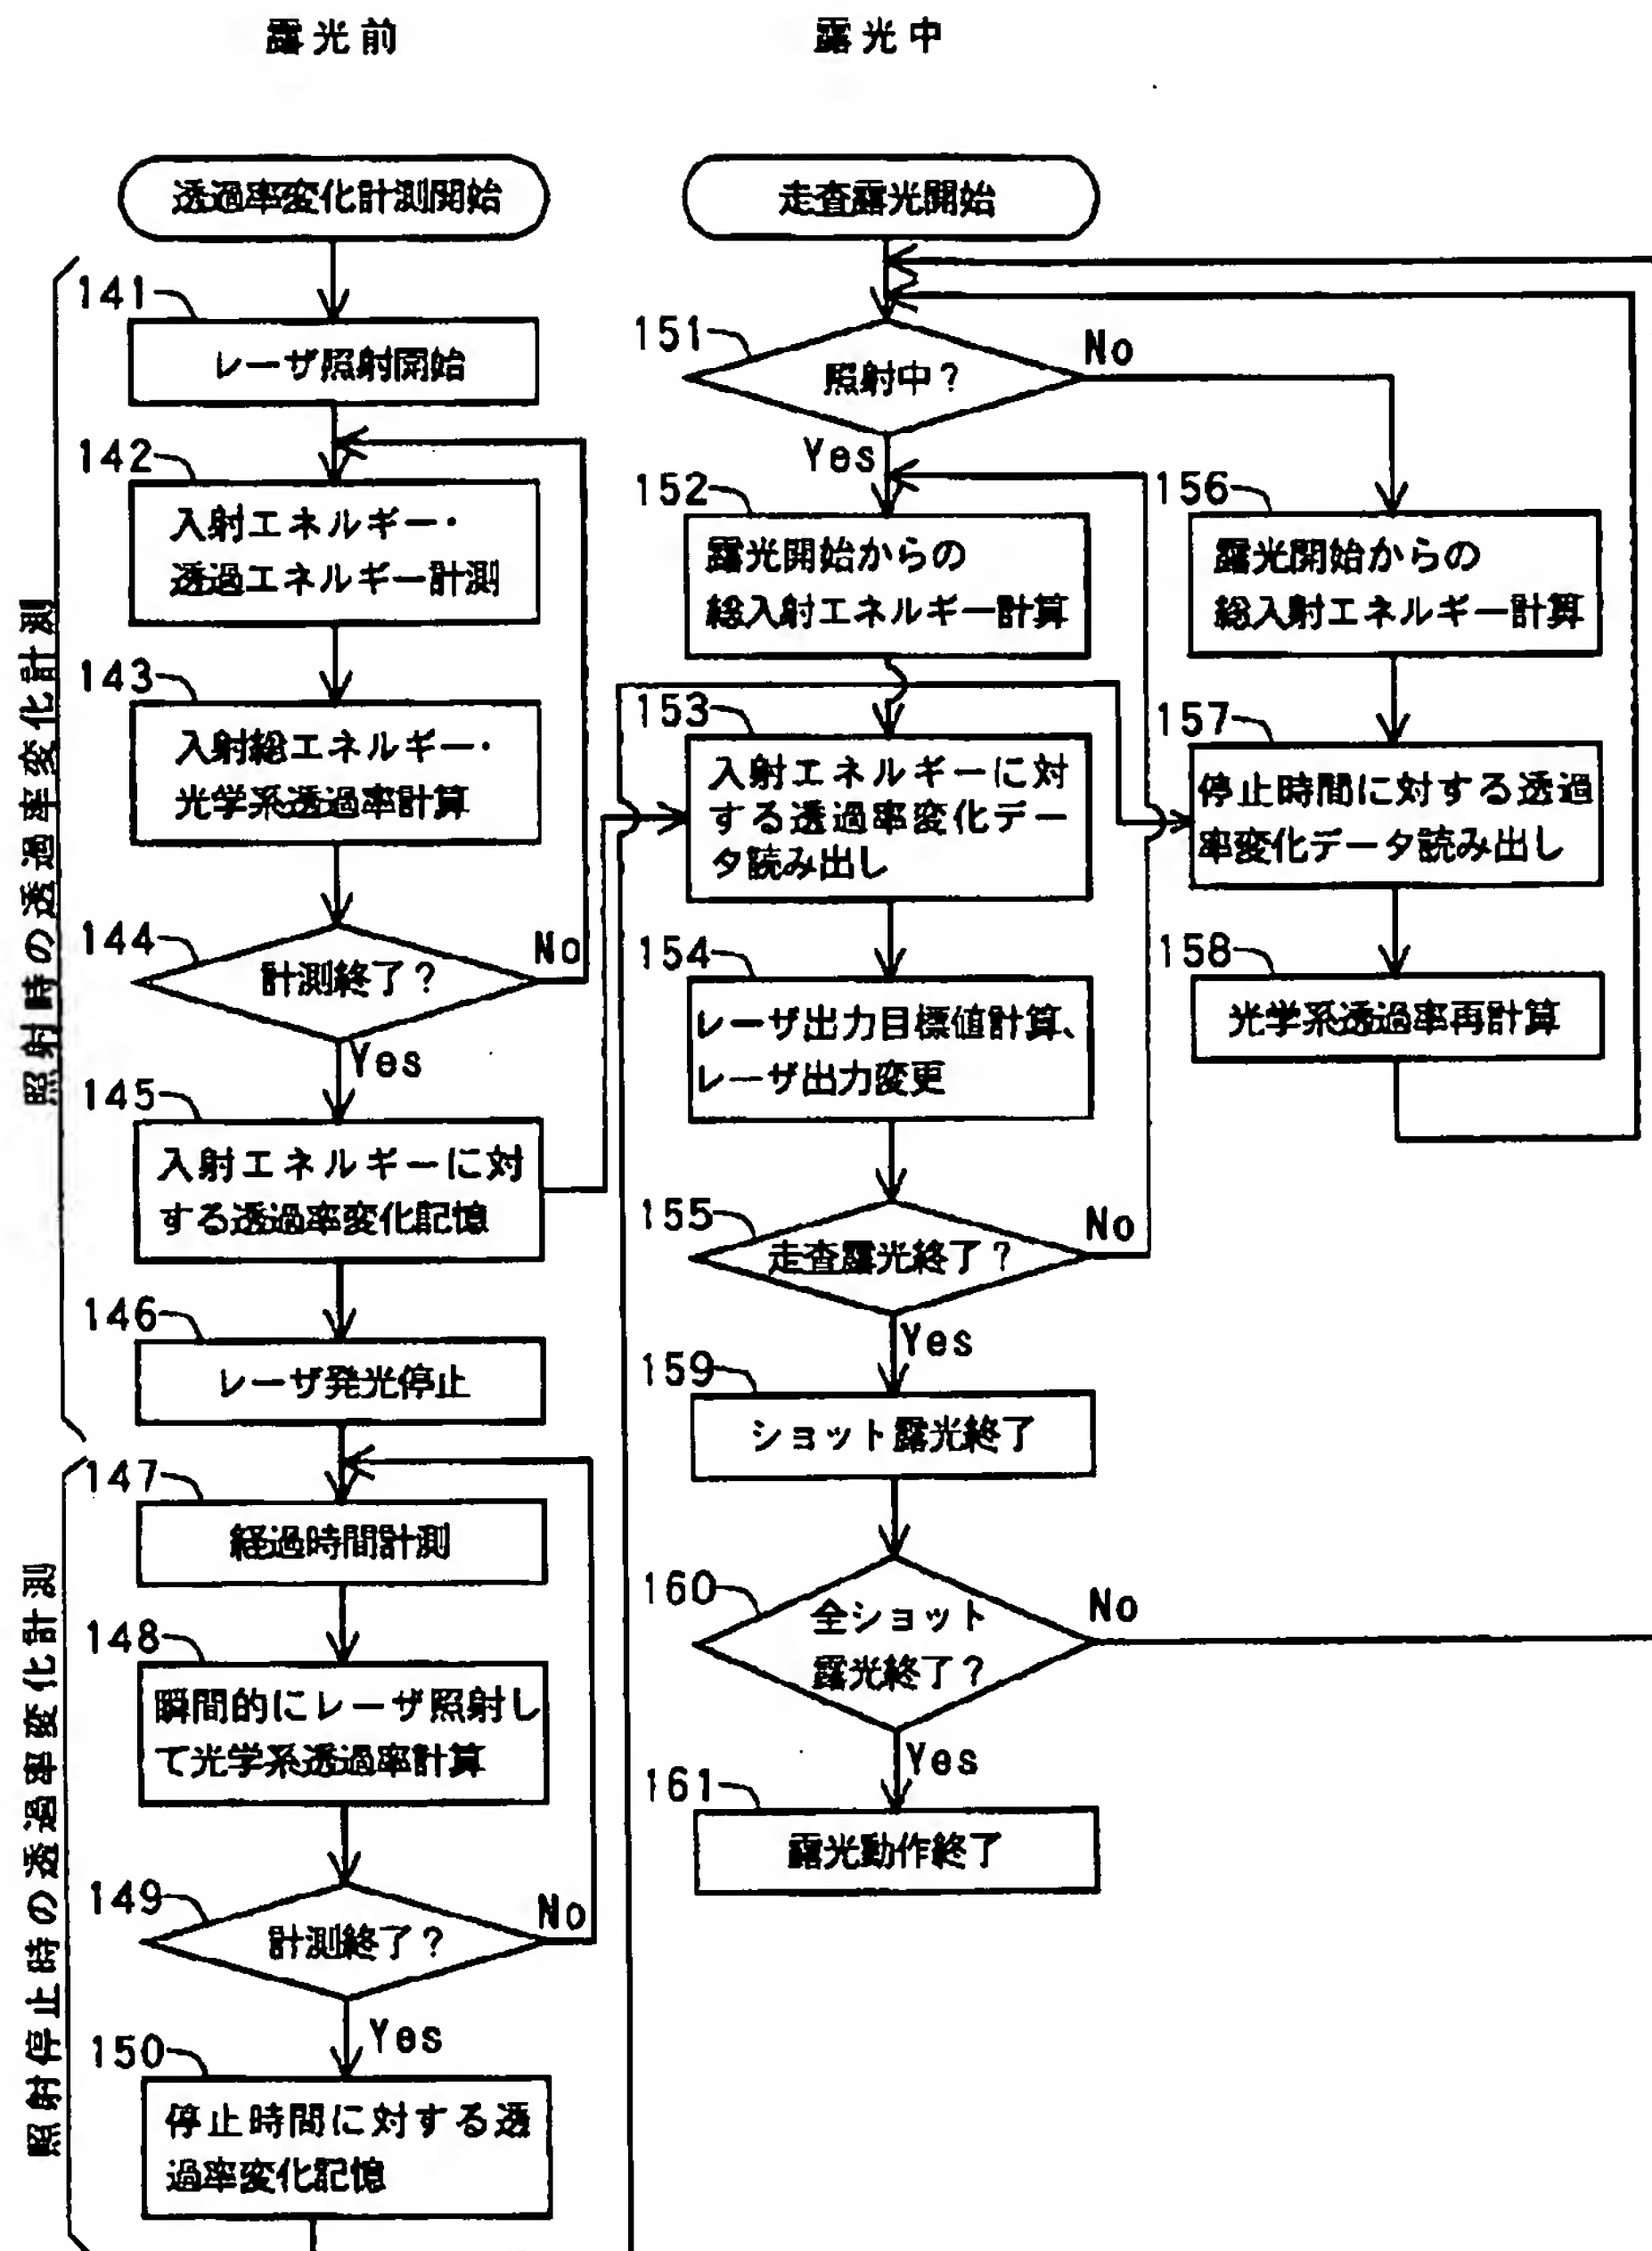 露光前
露光中
透過率変化計測開始
照射時の透過率変化計測
141
レーザ照射開始
142
入射エネルギー・
透過エネルギー計測
143
入射総エネルギー・
光学系透過率計算
144
計測終了?
No
Yes
145
入射エネルギーに対
する透過率変化記憶
146
レーザ発光停止
照射停止時の透過率変化計測
147
経過時間計測
148
瞬間的にレーザ照射し
て光学系透過率計算
149
計測終了?
No
Yes
150
停止時間に対する透
過率変化記憶
走査露光開始
151
照射中?
No
Yes
152
露光開始からの
総入射エネルギー計算
153
入射エネルギーに対
する透過率変化デー
タ読み出し
154
レーザ出力目標値計算、
レーザ出力変更
155
走査露光終了?
No
Yes
156
露光開始からの
総入射エネルギー計算
157
停止時間に対する透過
率変化データ読み出し
158
光学系透過率再計算
159
ショット露光終了
160
全ショット
露光終了?
No
Yes
161
露光動作終了